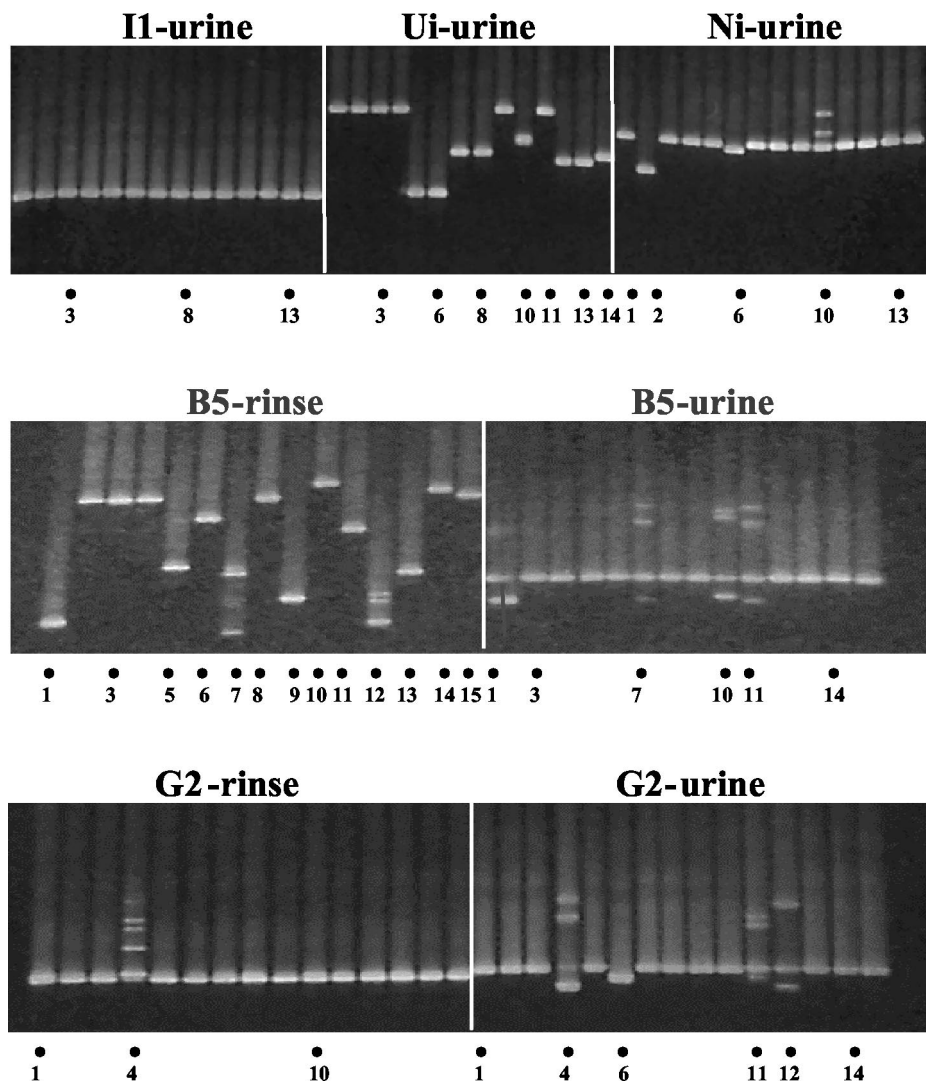 I1-urine Ui-urine Ni-urine
3 8 13 3 6 8 10 11 13 14 1 2 6 10 13
B5-rinse B5-urine
1 3 5 6 7 8 9 10 11 12 13 14 15 1 3 7 10 11 14
G2-rinse G2-urine
1 4 10 1 4 6 11 12 14